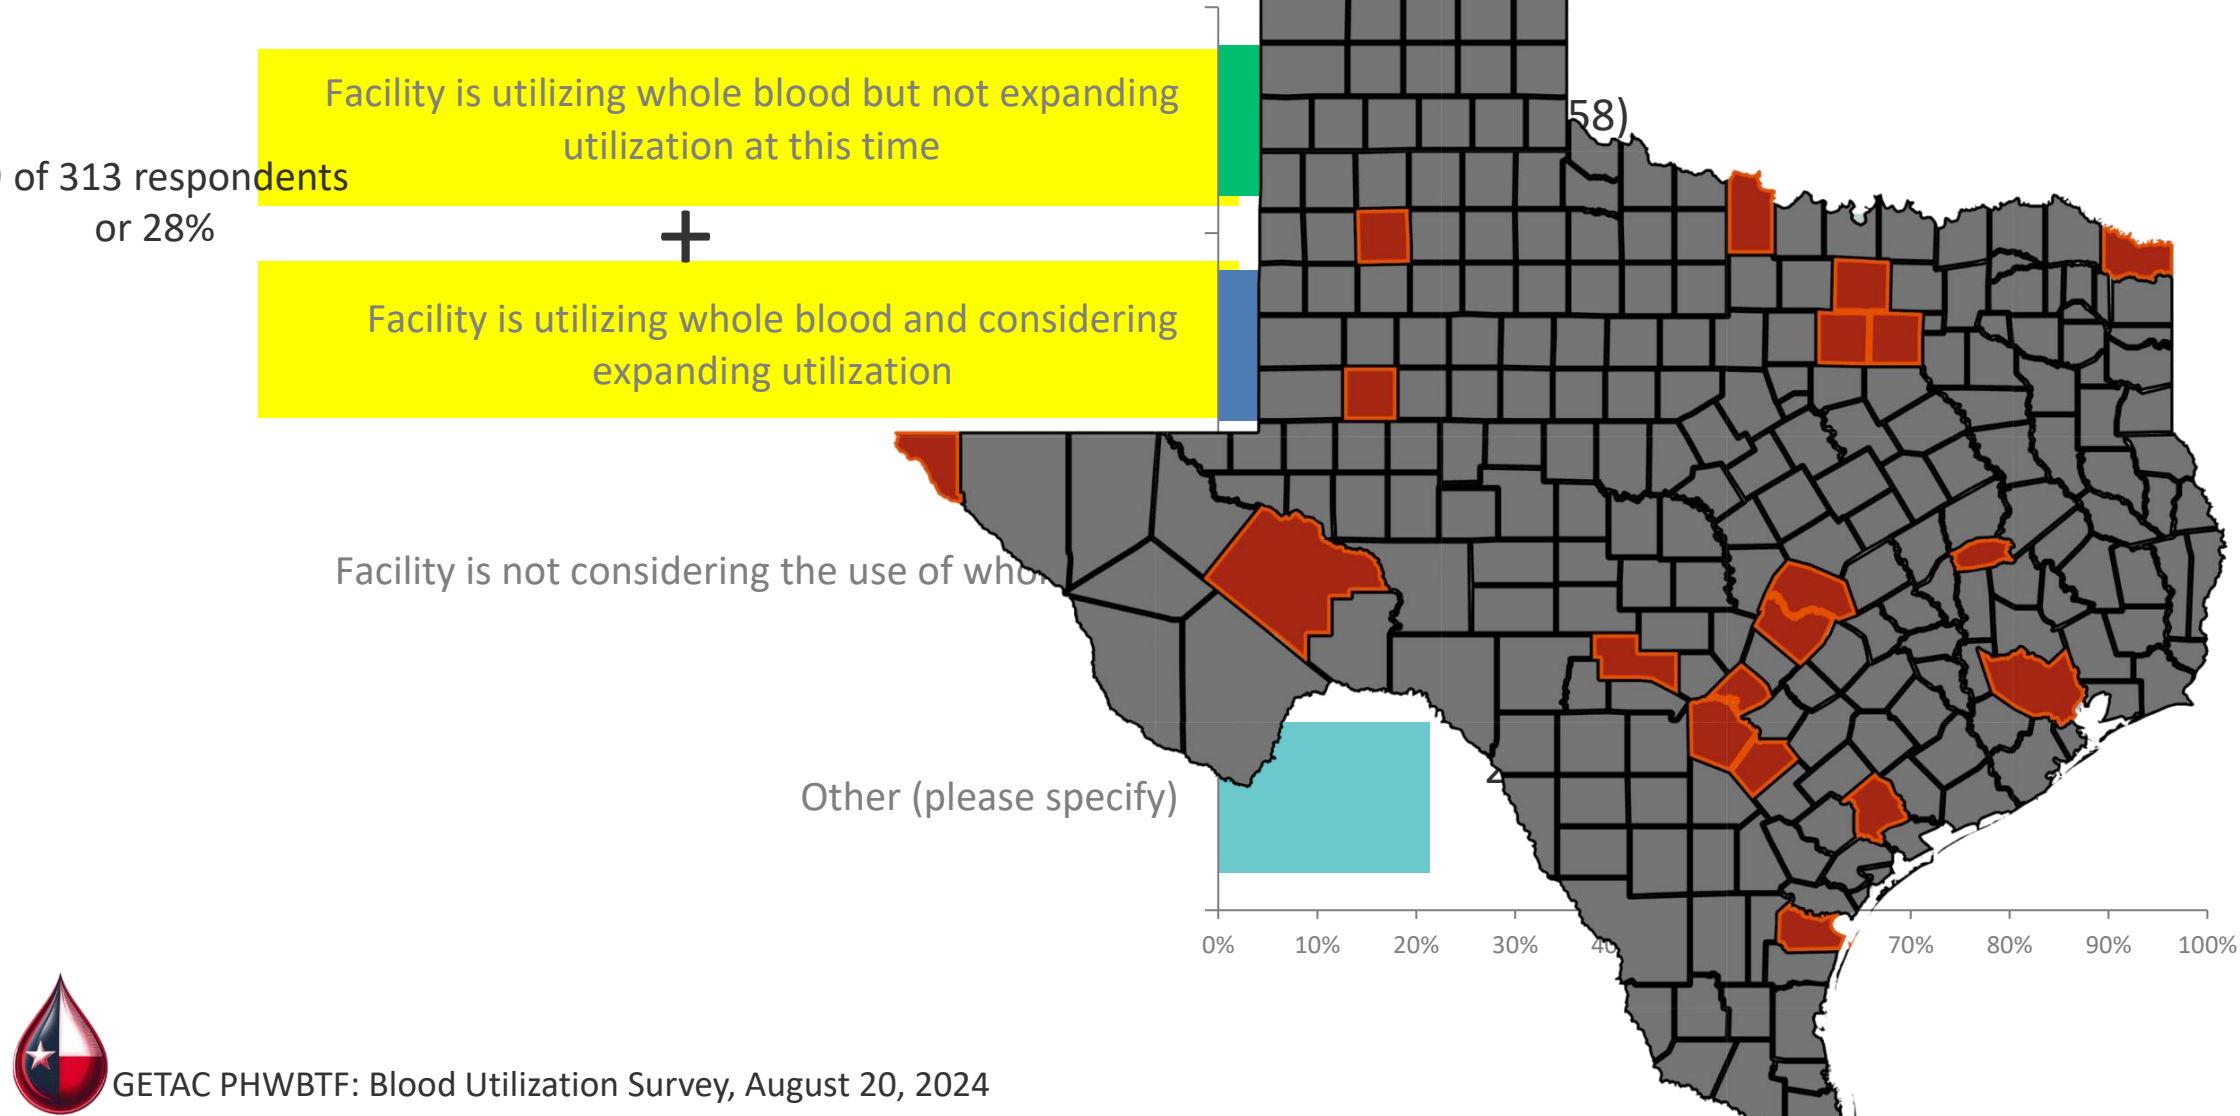 Facility is utilizing whole blood but not expanding
utilization at this time
58)
of 313 respondents
or 28%
+
Facility is utilizing whole blood and considering
expanding utilization
Facility is not considering the use of
Other (please specify)
0% 10% 20% 30% 70% 80% 90% 100%
GETAC PHWBTF: Blood Utilization Survey, August 20, 2024